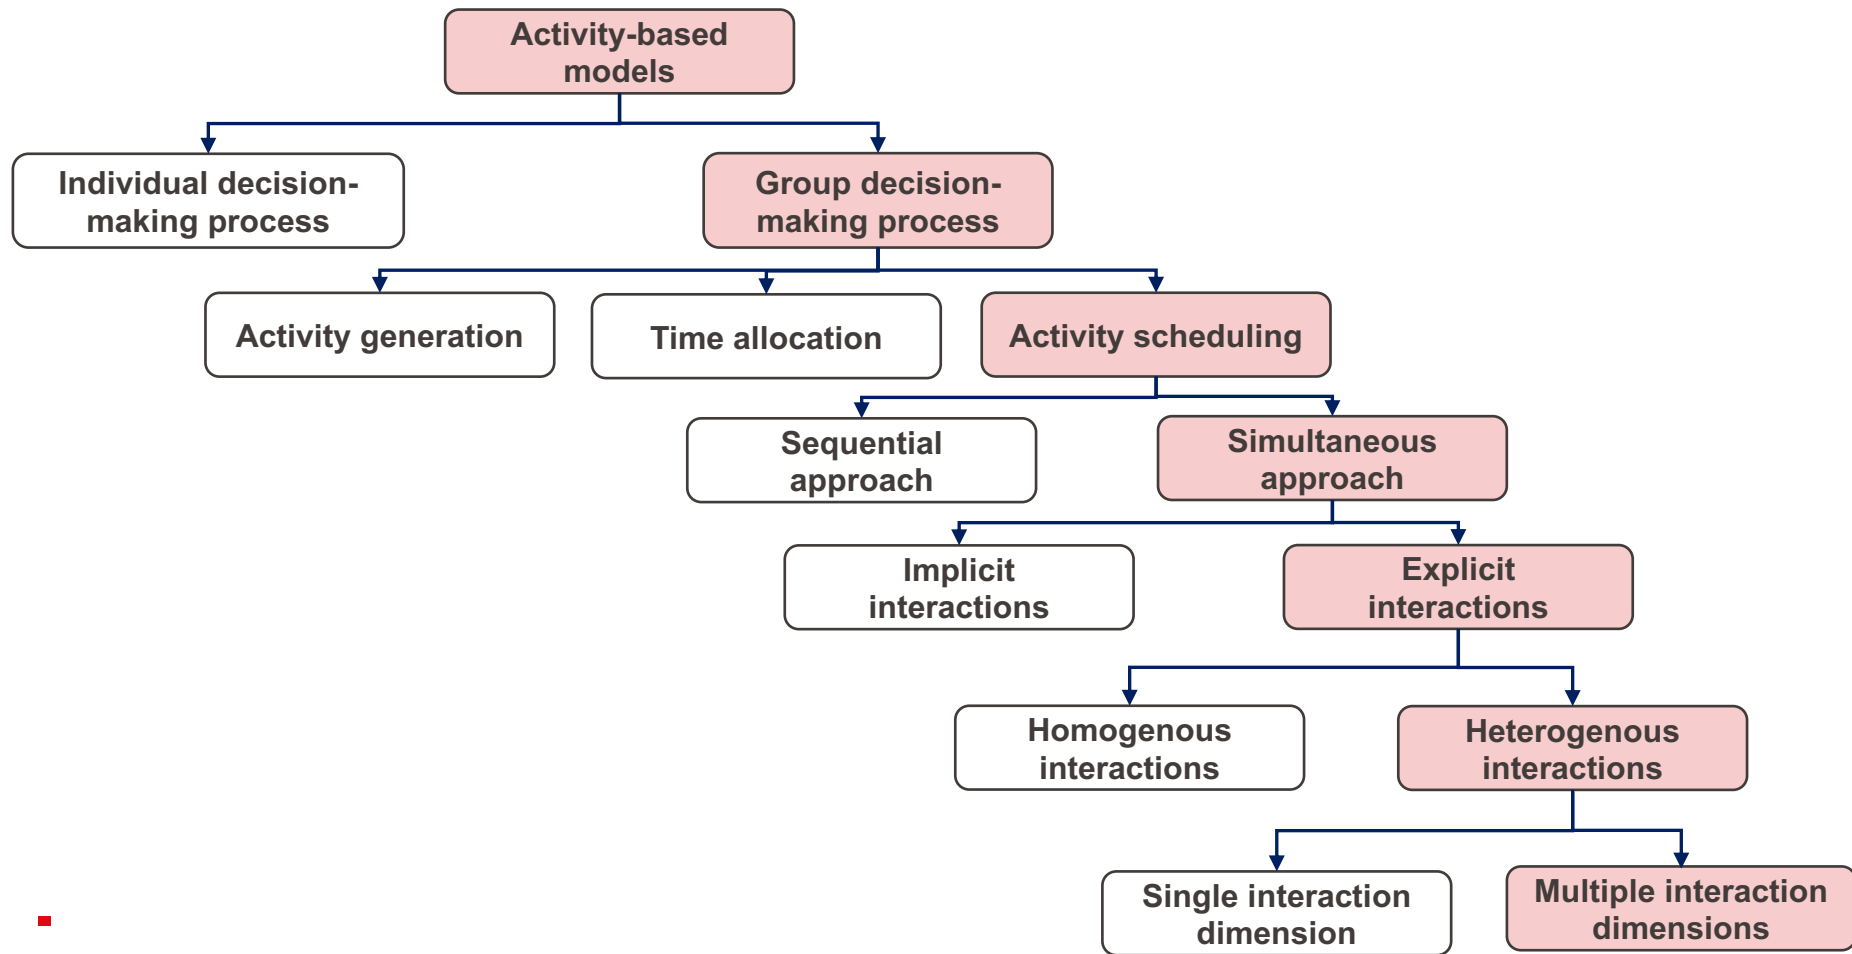 Activity-based
models
Individual decision-
making process
Group decision-
making process
Activity generation
Time allocation
Activity scheduling
Sequential
approach
Simultaneous
approach
Implicit
interactions
Explicit
interactions
Homogenous
interactions
Heterogenous
interactions
Single interaction
dimension
Multiple interaction
dimensions